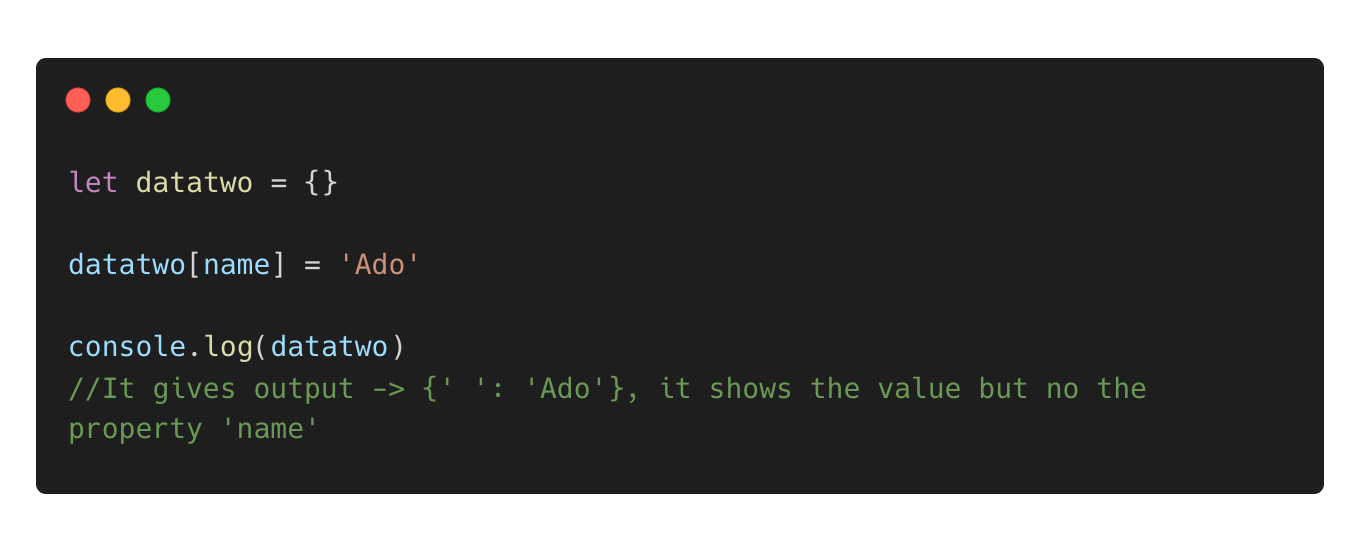 let datatwo = {}
datatwo[name] = 'Ado'
console.log(datatwo)
//It gives output -> {' ': 'Ado'}, it shows the value but no the
property 'name'